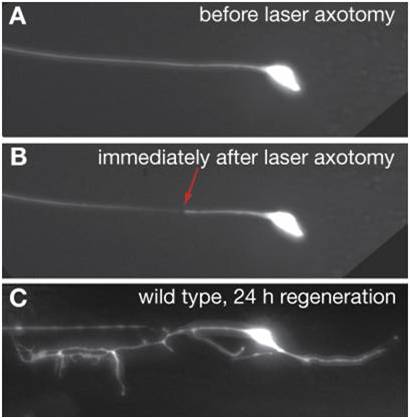 A
before laser axotomy
B
immediately after laser axotomy
C
wild type, 24 h regeneration